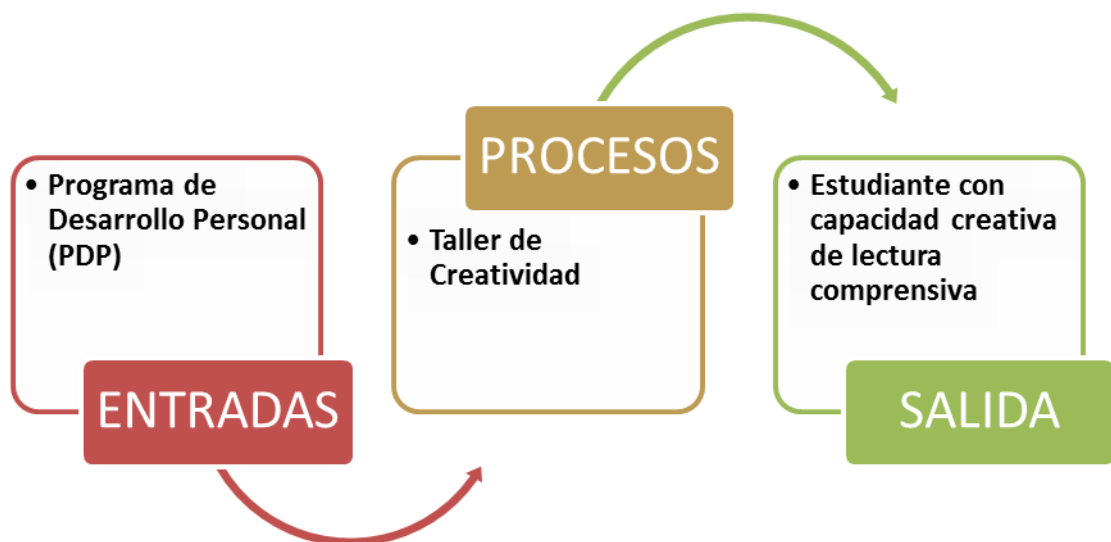 • Programa de
Desarrollo Personal
(PDP)
ENTRADAS
PROCESOS
• Taller de
Creatividad
• Estudiante con
capacidad creativa
de lectura
comprensiva
SALIDA